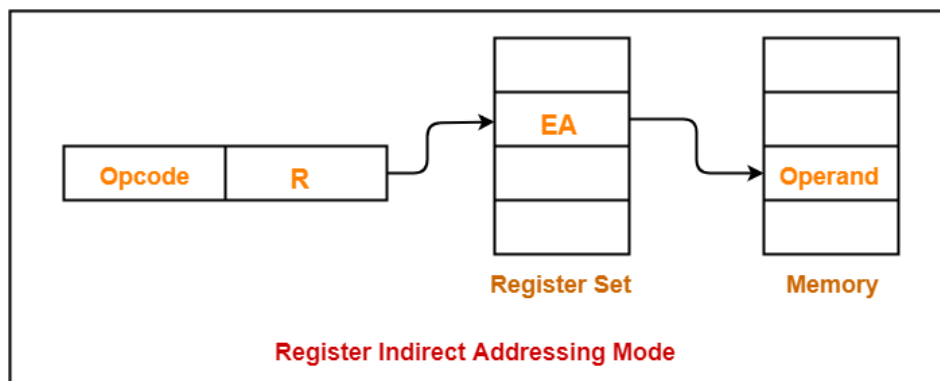 EA
Opcode R Operand
Register Set Memory
Register Indirect Addressing Mode